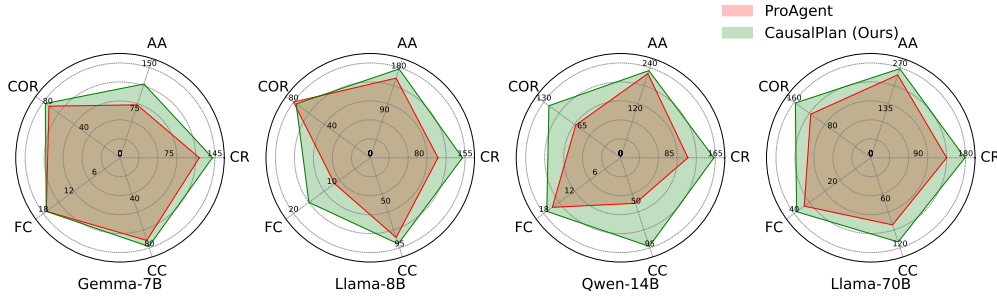 ProAgent
CausalPlan (Ours)
AA
150
75
COR
80
40
0
75
145
CR
6
12
18
FC
40
80
CC
Gemma-7B
AA
180
COR
80
40
0
80
155
CR
10
20
FC
50
95
CC
Llama-8B
AA
240
120
COR
130
65
0
85
165
CR
6
12
18
FC
50
95
CC
Qwen-14B
AA
270
135
COR
160
80
0
90
180
CR
20
40
FC
60
120
CC
Llama-70B